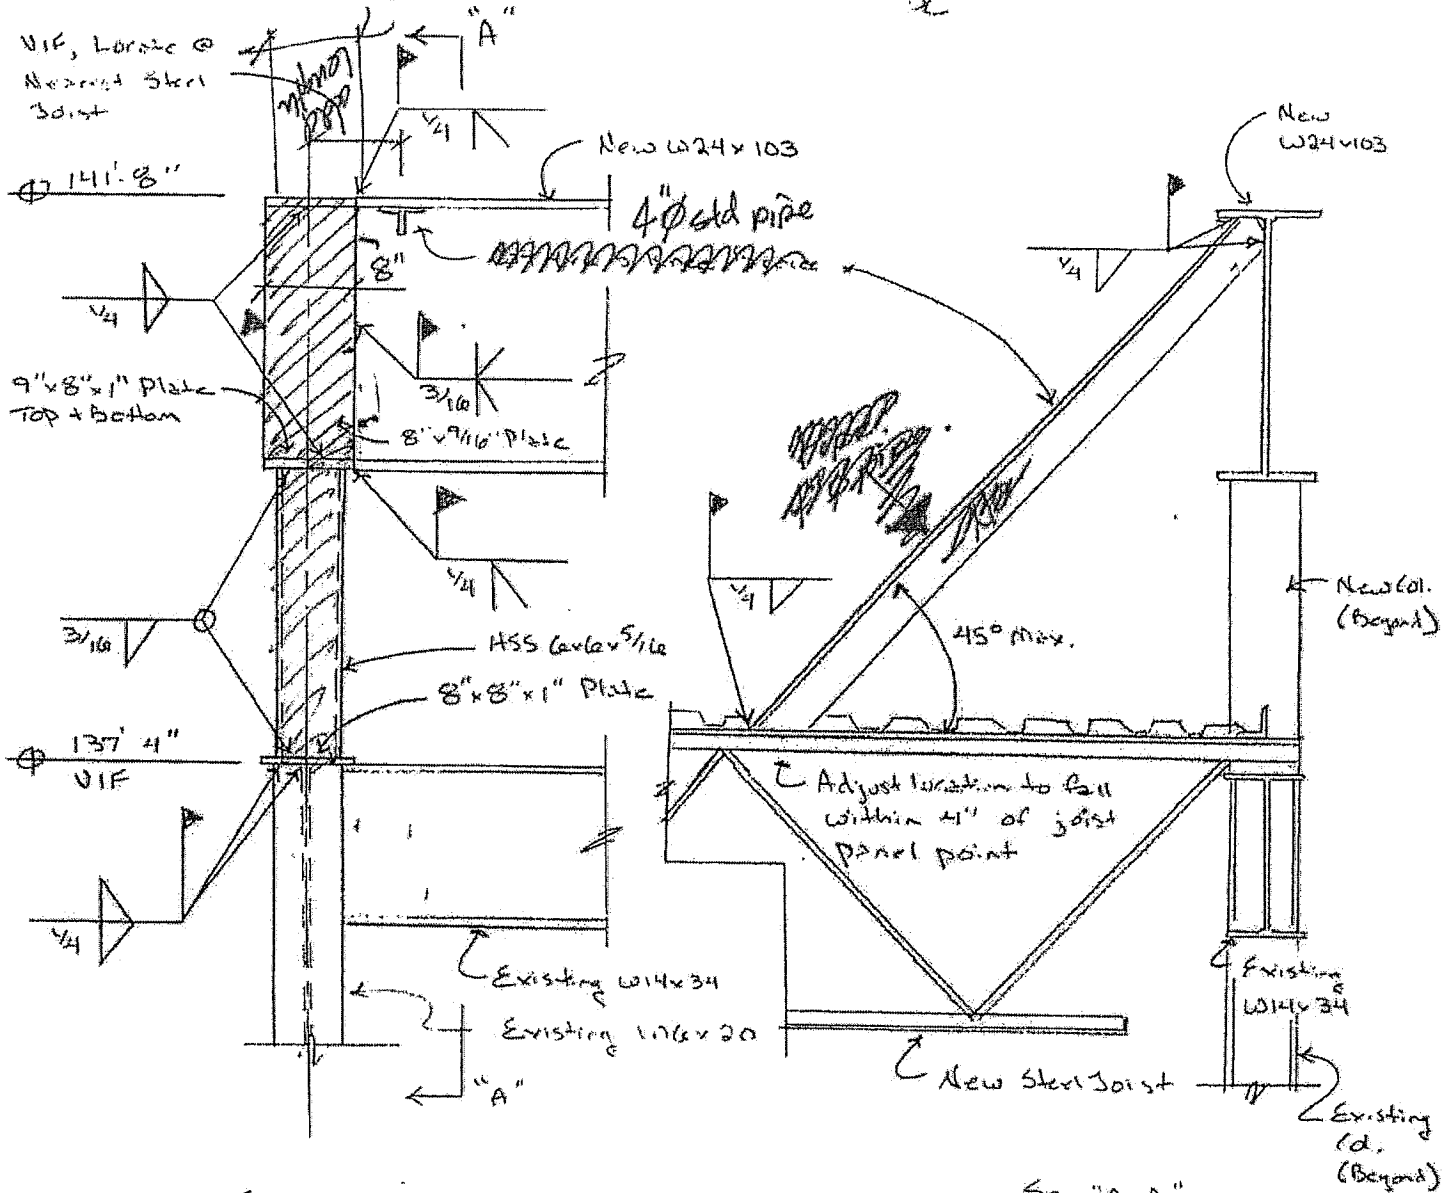 "A"
VIF, Locate @
Nearest Steel
Joist
1/4
New W24x103
New
W24x103
141'-8"
4"ø std pipe
8"
1/4
1/4
9"x8"x1" Plate
Top + Bottom
3/16
8"x9/16" Plate
1/4
1/4
New Col.
(Beyond)
3/16
HSS 6x6x5/16
45° Max.
8"x8"x1" Plate
137' 4"
VIF
Adjust location to fall
within 4" of joist
panel point
1/4
Existing W14x34
Existing
W14x34
Existing W6x20
"A"
New Steel Joist
Existing
Col.
(Beyond)